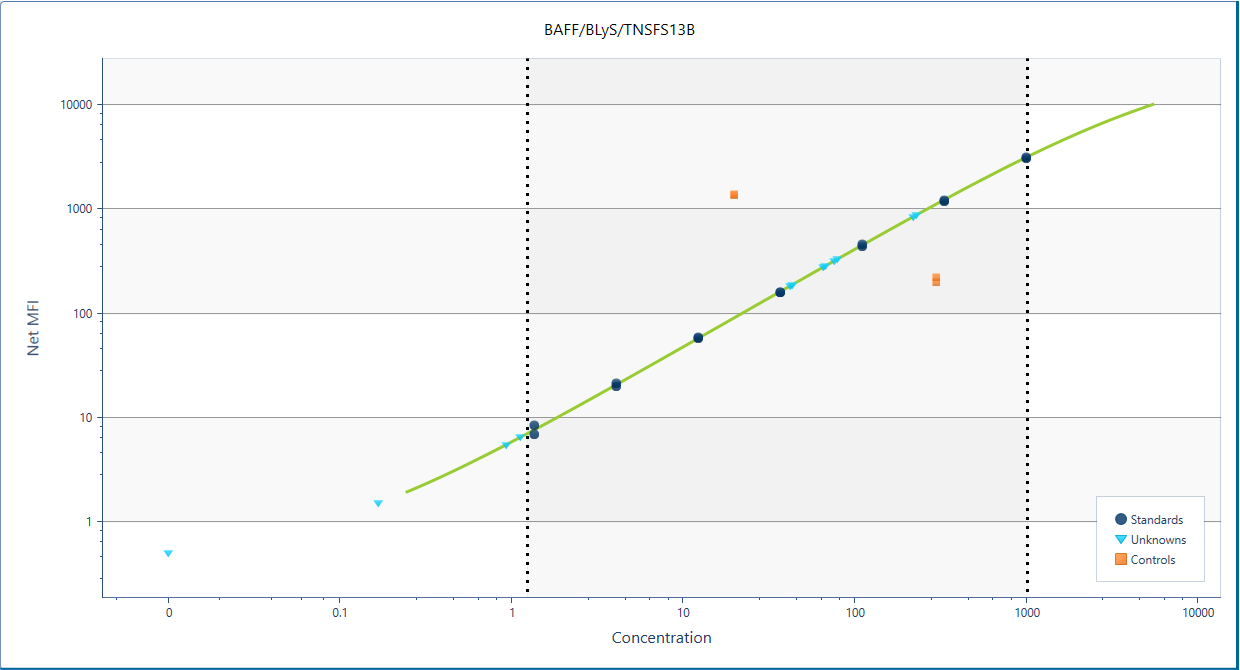 BAFF/BLyS/TNSFS13B
10000
1000
100
10
1
Net MFI
Standards
Unknowns
Controls
0 0.1 1 10 100 1000 10000
Concentration